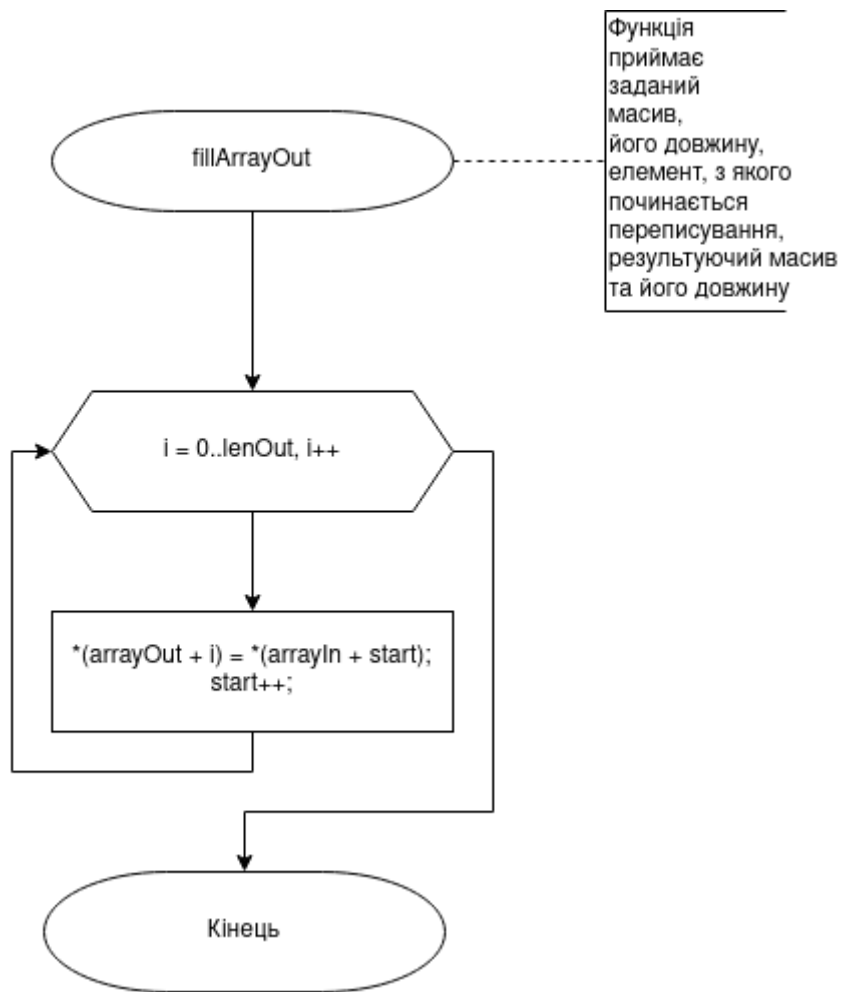 Функція
приймає
заданий
масив,
його довжину,
елемент, з якого
починається
переписування,
результуючий масив
та його довжину
fillArrayOut
i = 0..lenOut, i++
*(arrayOut + i) = *(arrayIn + start);
start++;
Кінець